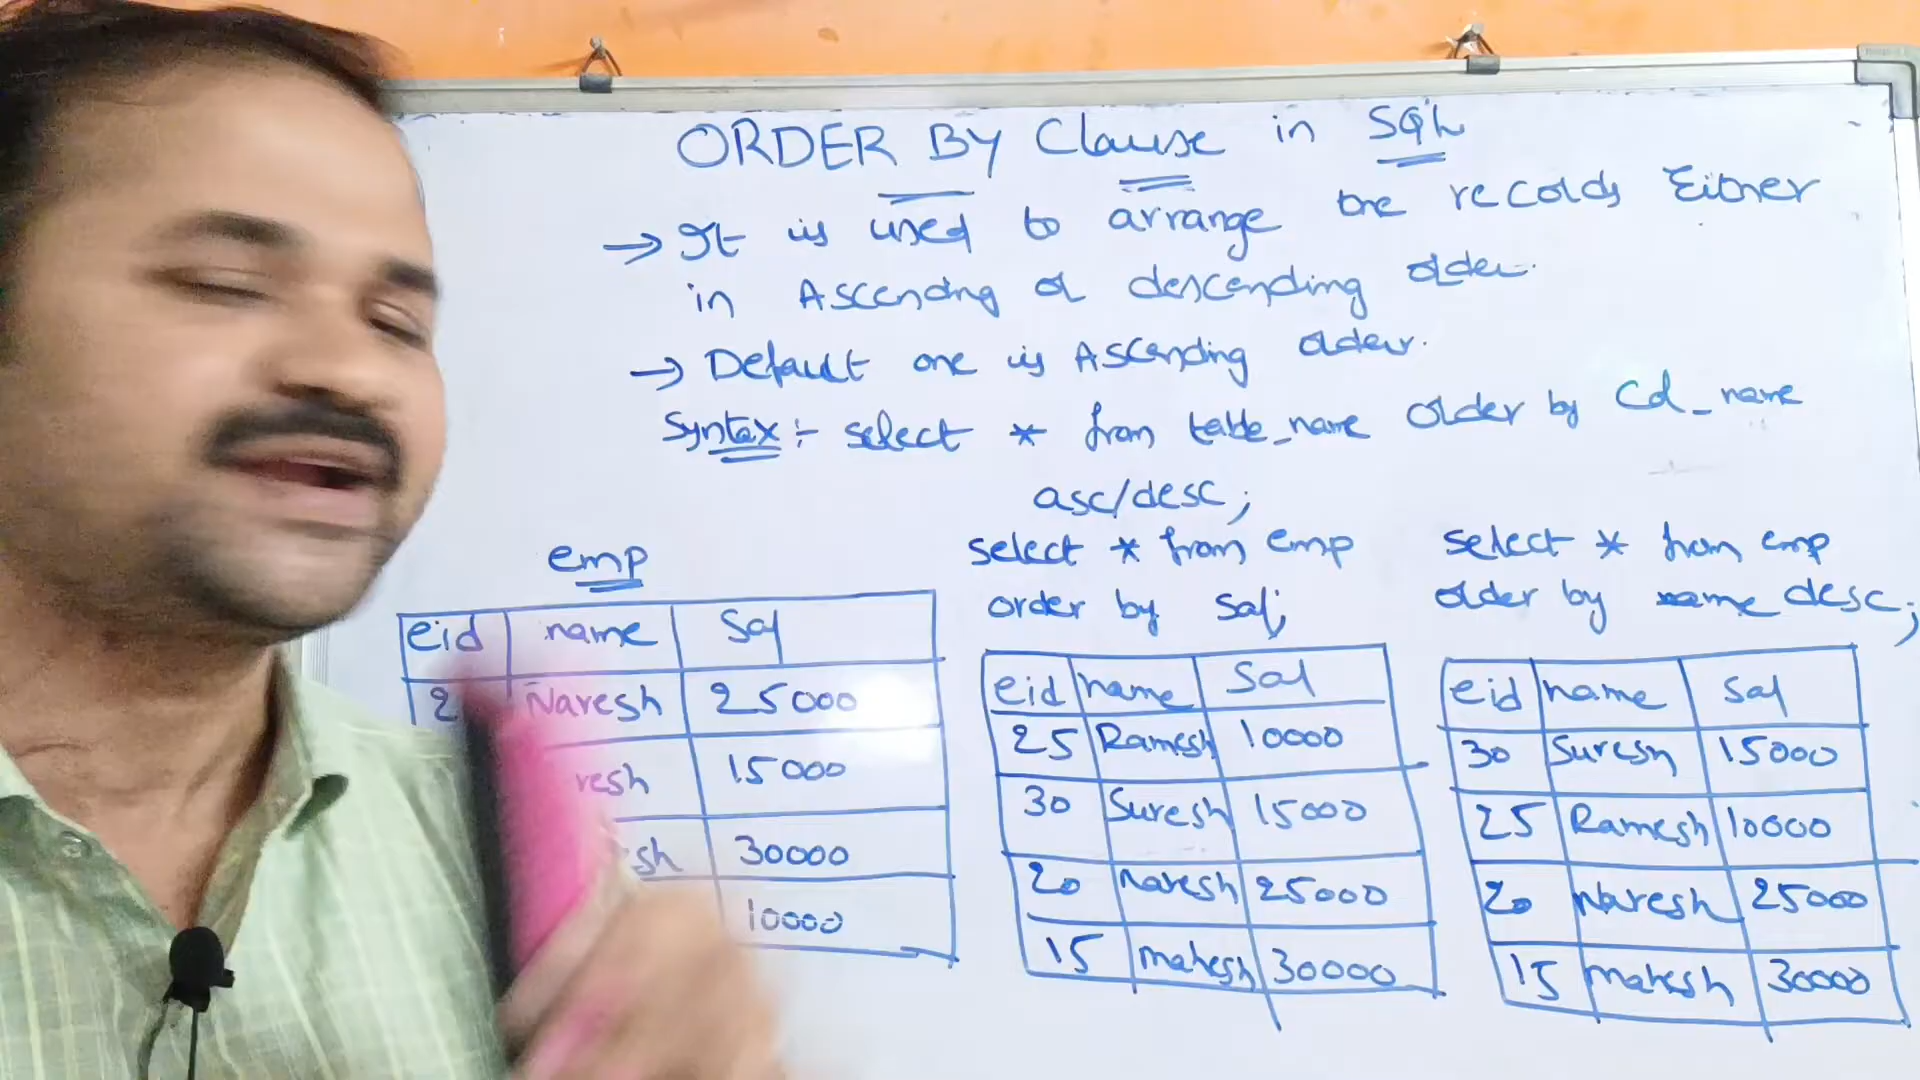 ORDER BY Clause in SQL
→ It is used to arrange the records Either
in Ascending or descending order.
→ Default one is Ascending order.
Syntax :- select * from table_name order by Col_name
asc/desc ;
emp
eid name Sal
2 Naresh 25000
resh 15000
sh 30000
10000
select * from emp
order by Sal;
eid name Sal
25 Ramesh 10000
30 Suresh 15000
20 Naresh 25000
15 mahesh 30000
select * from emp
order by name desc;
eid name Sal
30 Suresh 15000
25 Ramesh 10000
20 Naresh 25000
15 mahesh 30000